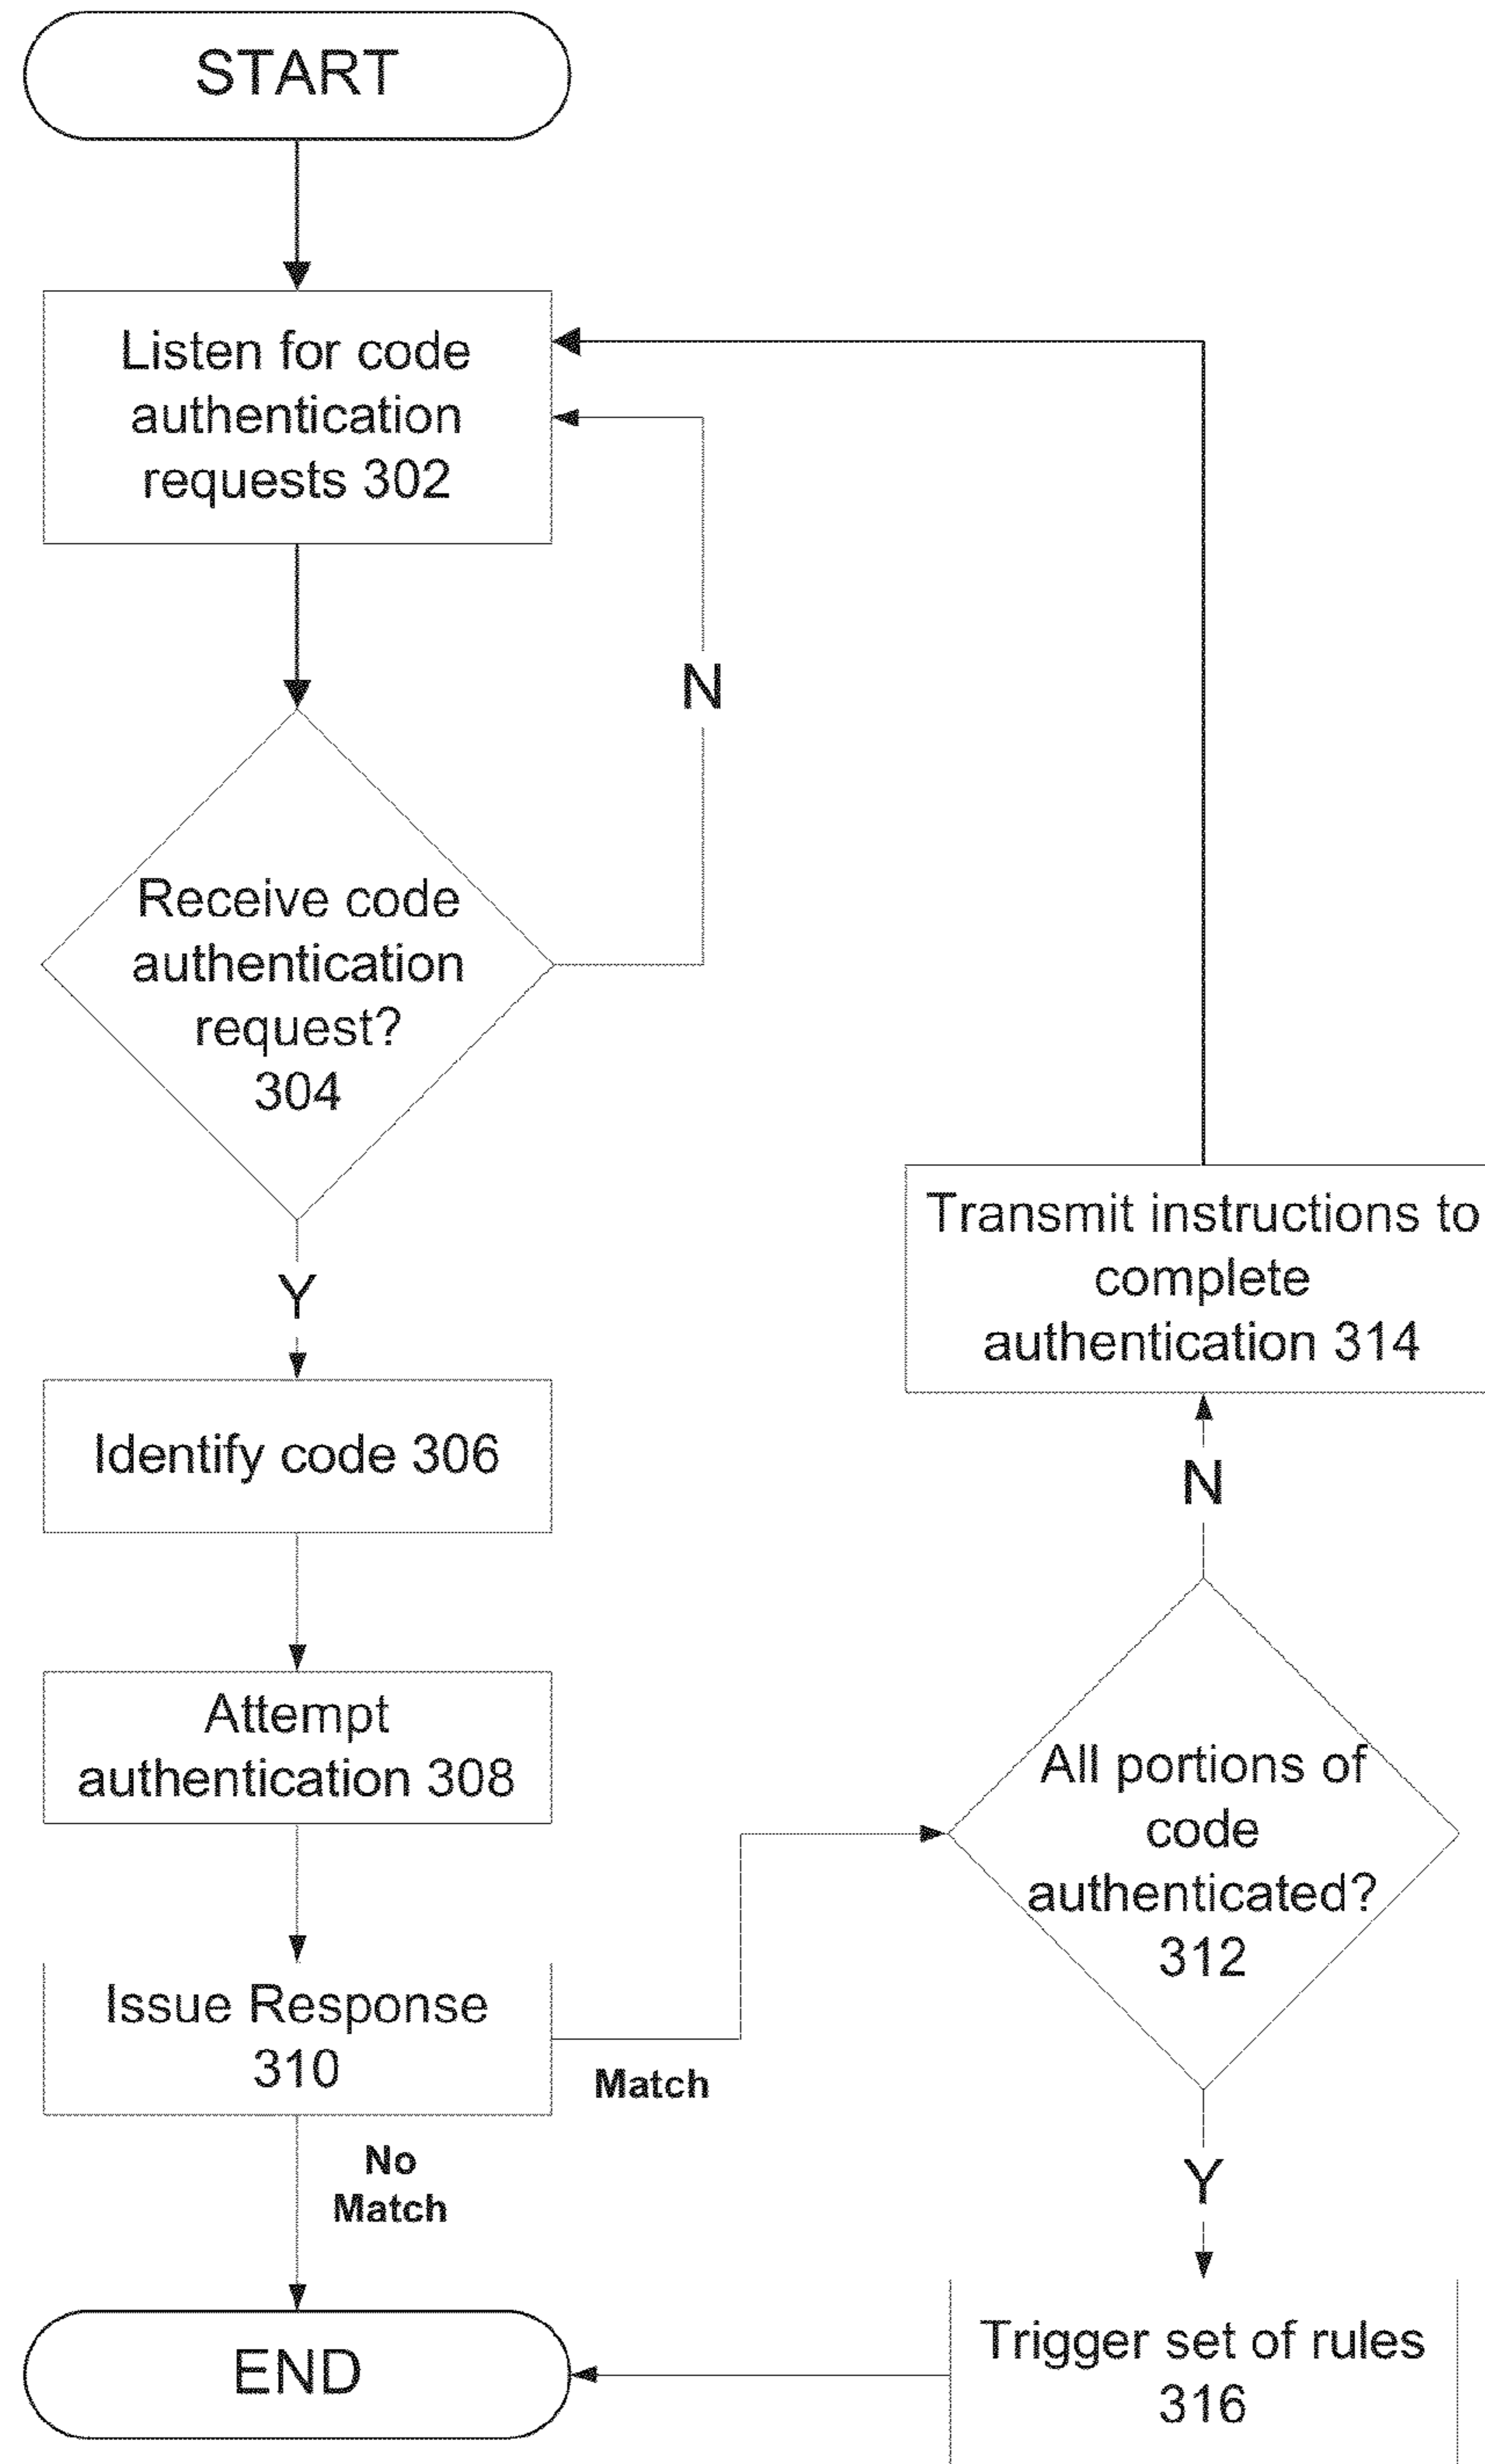 START
Listen for code
authentication
requests 302
N
Receive code
authentication
request?
304
Y
Identify code 306
Attempt
authentication 308
Issue Response
310
Match
No
Match
END
Transmit instructions to
complete
authentication 314
N
All portions of
code
authenticated?
312
Y
Trigger set of rules
316